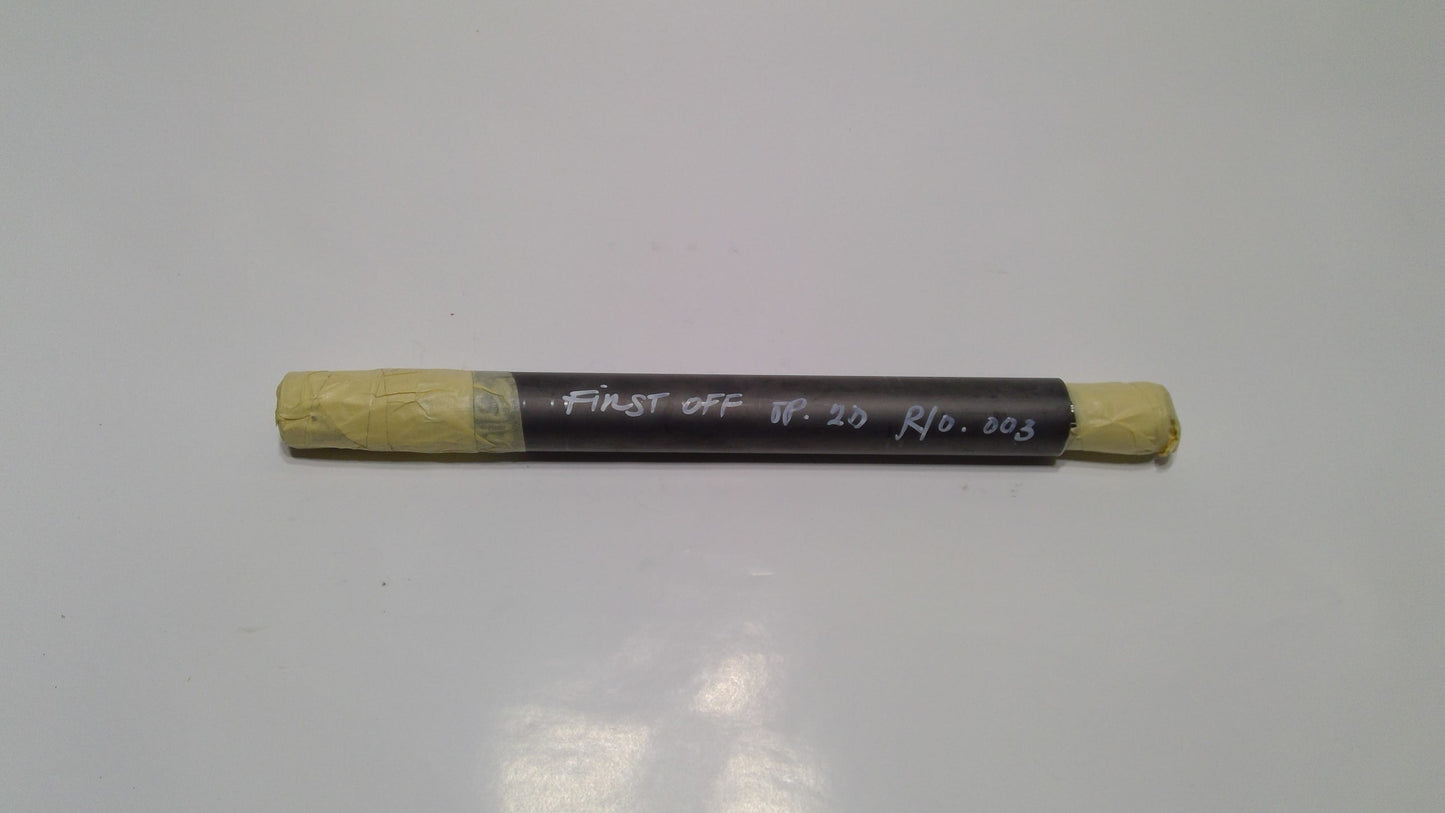 FiRST OFF OP. 20 R/O. 003